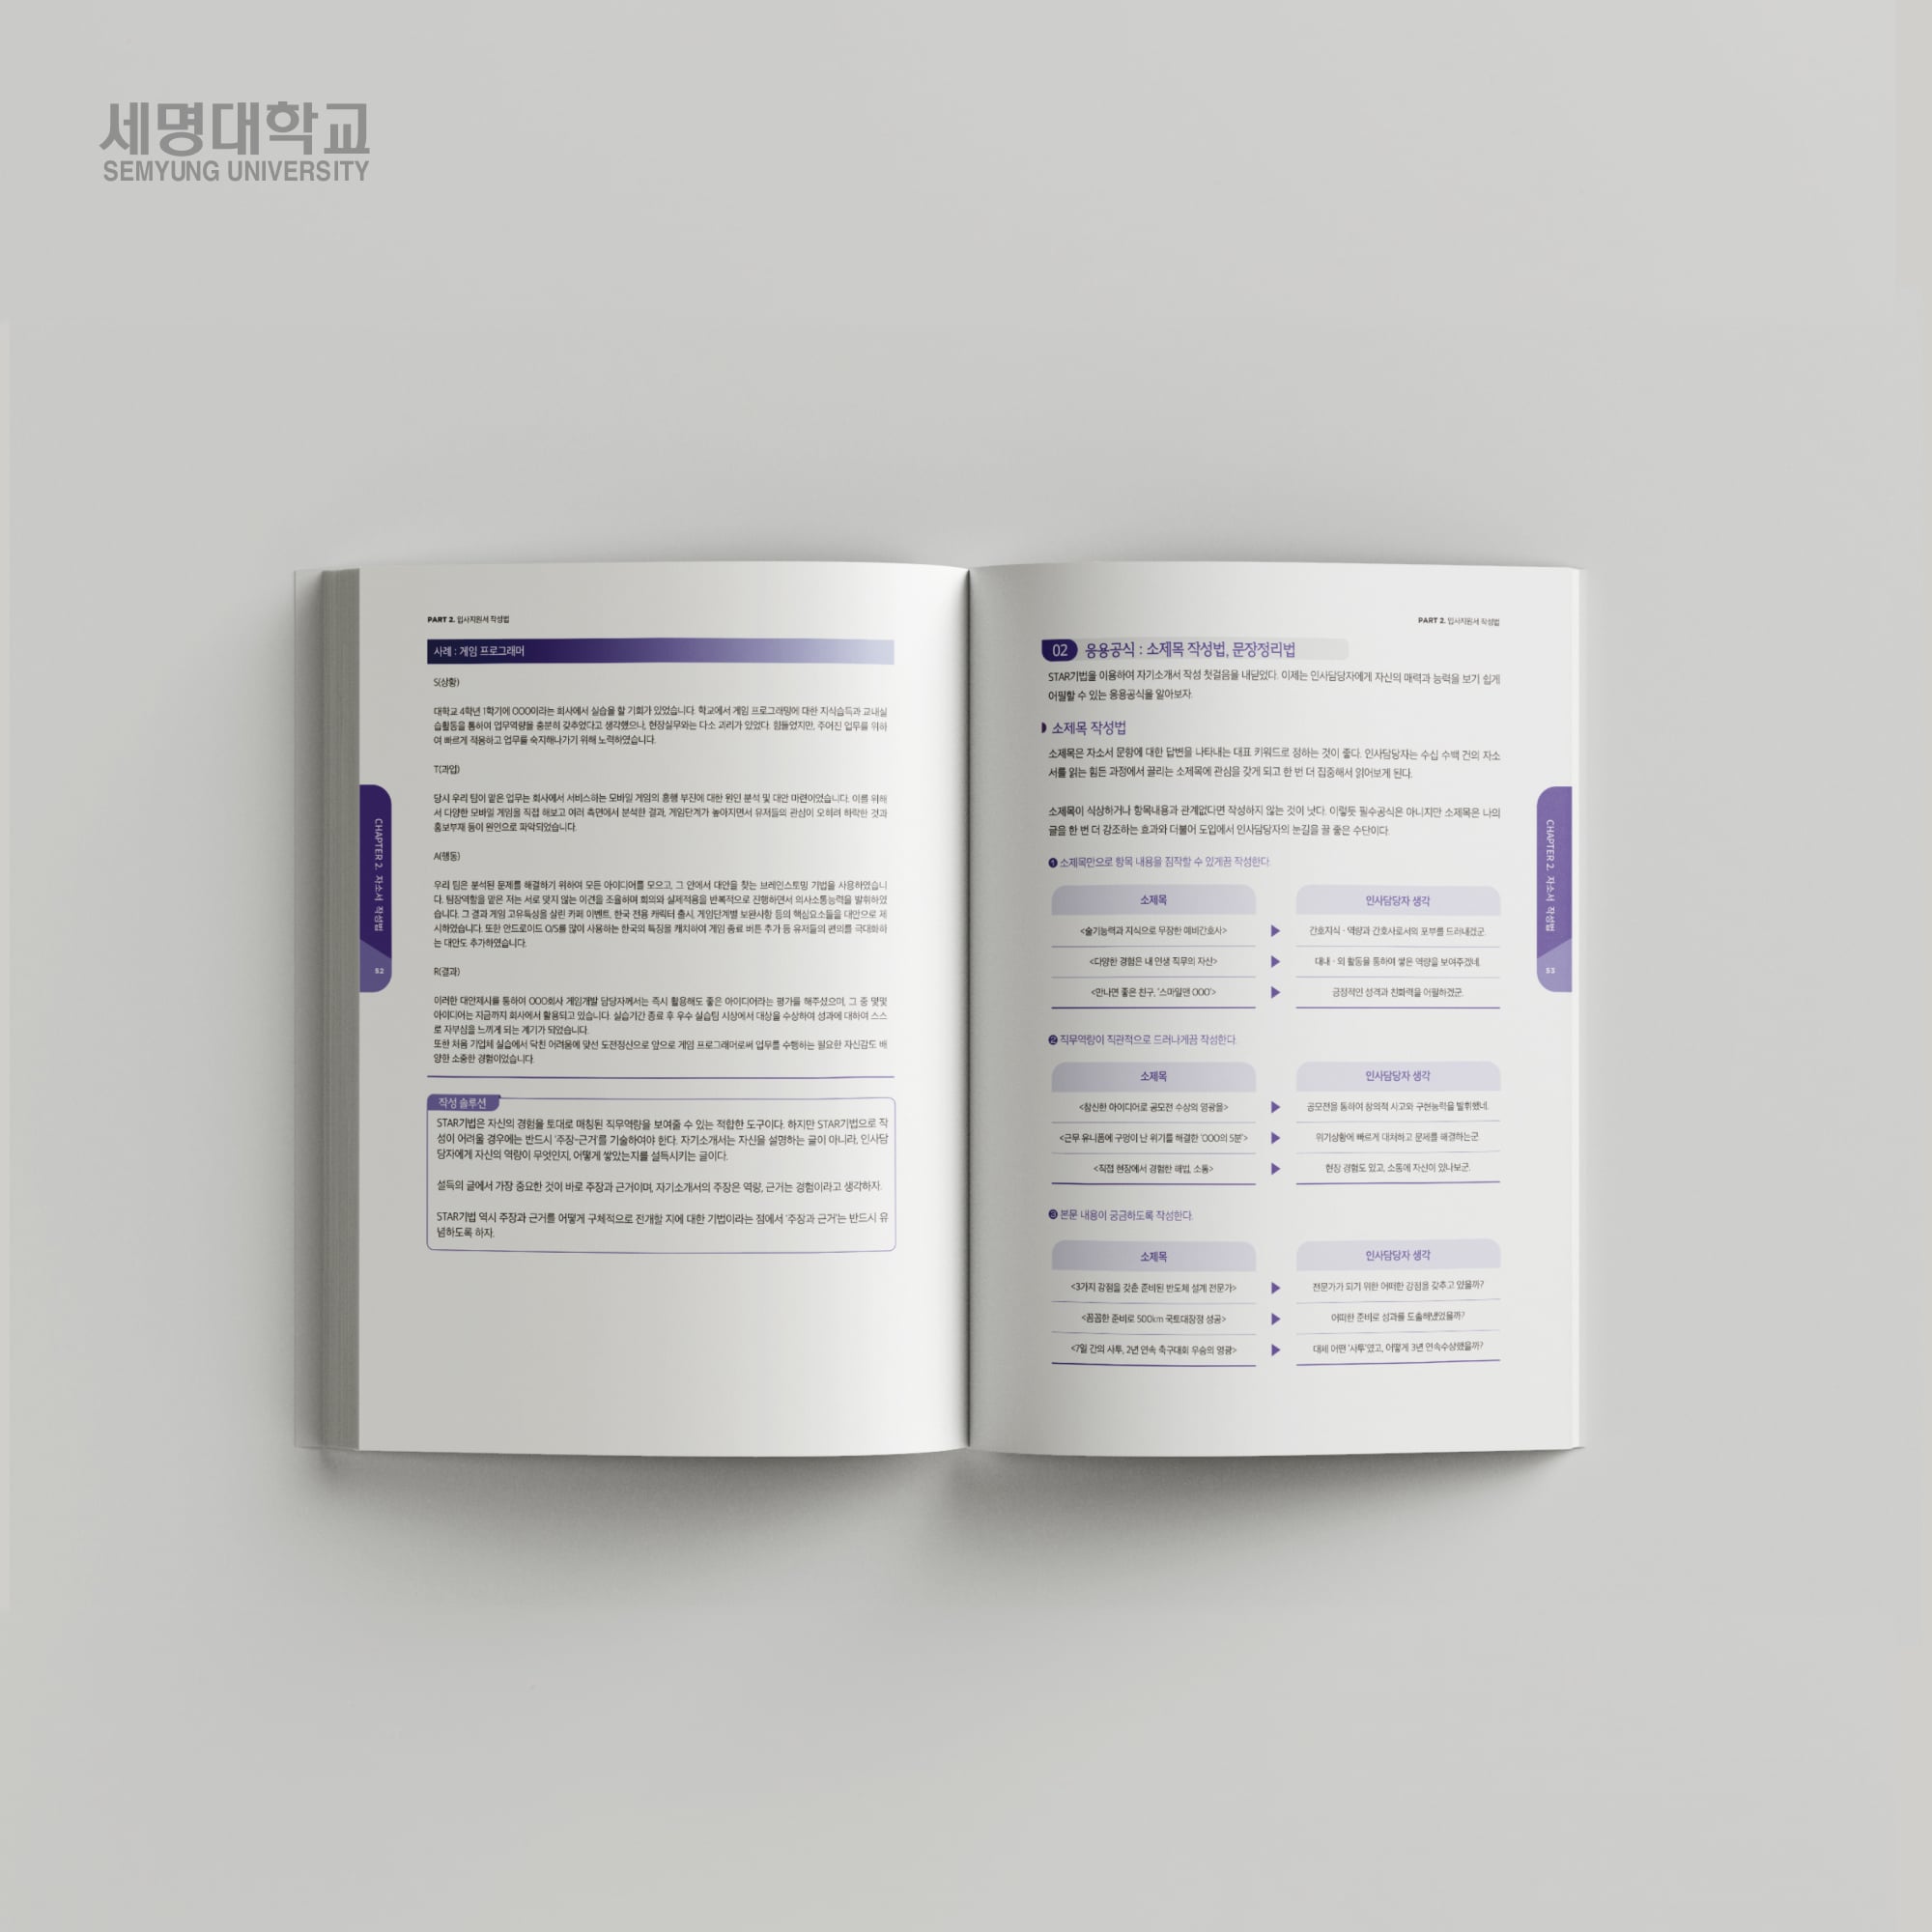 세명대학교
SEMYUNG UNIVERSITY
PART 2. 입사지원서 작성법
사례 : 게임 프로그래머
S(상황)
대학교 4학년 1학기에 OOO이라는 회사에서 실습을 할 기회가 있었습니다. 학교에서 게임 프로그래밍에 대한 지식습득과 교내실
습활동을 통하여 업무역량을 충분히 갖추었다고 생각했으나, 현장실무와는 다소 괴리가 있었다. 힘들었지만, 주어진 업무를 위하
여 빠르게 적용하고 업무를 숙지해나가기 위해 노력하였습니다.
T(과업)
당시 우리 팀이 맡은 업무는 회사에서 서비스하는 모바일 게임의 흥행 부진에 대한 원인 분석 및 대안 마련이었습니다. 이를 위해
서 다양한 모바일 게임을 직접 해보고 여러 측면에서 분석한 결과, 게임단계가 높아지면서 유저들의 관심이 오히려 하락한 것과
홍보부재 등이 원인으로 파악되었습니다.
A(행동)
우리 팀은 분석된 문제를 해결하기 위하여 모든 아이디어를 모으고, 그 안에서 대안을 찾는 브레인스토밍 기법을 사용하였습니
다. 팀장역할을 맡은 저는 서로 맞지 않는 이견을 조율하며 회의와 실제적용을 반복적으로 진행하면서 의사소통능력을 발휘하였
습니다. 그 결과 게임 고유특성을 살린 카페 이벤트, 한국 전용 캐릭터 출시, 게임단계별 보완사항 등의 핵심요소들을 대안으로 제
시하였습니다. 또한 안드로이드 O/S를 많이 사용하는 한국의 특징을 캐치하여 게임 종료 버튼 추가 등 유저들의 편의를 극대화하
는 대안도 추가하였습니다.
R(결과)
이러한 대안제시를 통하여 OOO회사 게임개발 담당자께서는 즉시 활용해도 좋은 아이디어라는 평가를 해주셨으며, 그 중 몇몇
아이디어는 지금까지 회사에서 활용되고 있습니다. 실습기간 종료 후 우수 실습팀 시상에서 대상을 수상하여 성과에 대하여 스스
로 자부심을 느끼게 되는 계기가 되었습니다.
또한 처음 기업체 실습에서 닥친 어려움에 맞선 도전정신으로 앞으로 게임 프로그래머로써 업무를 수행하는 필요한 자신감도 배
양한 소중한 경험이었습니다.
작성 솔루션
STAR기법은 자신의 경험을 토대로 매칭된 직무역량을 보여줄 수 있는 적합한 도구이다. 하지만 STAR기법으로 작
성이 어려울 경우에는 반드시 '주장-근거'를 기술하여야 한다. 자기소개서는 자신을 설명하는 글이 아니라, 인사담
당자에게 자신의 역량이 무엇인지, 어떻게 쌓았는지를 설득시키는 글이다.
설득의 글에서 가장 중요한 것이 바로 주장과 근거이며, 자기소개서의 주장은 역량, 근거는 경험이라고 생각하자.
STAR기법 역시 주장과 근거를 어떻게 구체적으로 전개할 지에 대한 기법이라는 점에서 '주장과 근거'는 반드시 유
념하도록 하자.
CHAPTER 2. 자소서 작성법
52
PART 2. 입사지원서 작성법
02 응용공식 : 소제목 작성법, 문장정리법
STAR기법을 이용하여 자기소개서 작성 첫걸음을 내딛었다. 이제는 인사담당자에게 자신의 매력과 능력을 보기 쉽게
어필할 수 있는 응용공식을 알아보자.
소제목 작성법
소제목은 자소서 문항에 대한 답변을 나타내는 대표 키워드로 정하는 것이 좋다. 인사담당자는 수십 수백 건의 자소
서를 읽는 힘든 과정에서 끌리는 소제목에 관심을 갖게 되고 한 번 더 집중해서 읽어보게 된다.
소제목이 식상하거나 항목내용과 관계없다면 작성하지 않는 것이 낫다. 이렇듯 필수공식은 아니지만 소제목은 나의
글을 한 번 더 강조하는 효과와 더불어 도입에서 인사담당자의 눈길을 끌 좋은 수단이다.
❶ 소제목만으로 항목 내용을 짐작할 수 있게끔 작성한다.
소제목 인사담당자 생각
<술기능력과 지식으로 무장한 예비간호사> ▶ 간호지식 · 역량과 간호사로서의 포부를 드러내겠군.
<다양한 경험은 내 인생 직무의 자산> ▶ 대내 · 외 활동을 통하여 쌓은 역량을 보여주겠네.
<만나면 좋은 친구, '스마일맨 OOO'> ▶ 긍정적인 성격과 친화력을 어필하겠군.
❷ 직무역량이 직관적으로 드러나게끔 작성한다.
소제목 인사담당자 생각
<참신한 아이디어로 공모전 수상의 영광을> ▶ 공모전을 통하여 창의적 사고와 구현능력을 발휘했네.
<근무 유니폼에 구멍이 난 위기를 해결한 'OOO의 5분'> ▶ 위기상황에 빠르게 대처하고 문제를 해결하는군.
<직접 현장에서 경험한 해법, 소통> ▶ 현장 경험도 있고, 소통에 자신이 있나보군.
❸ 본문 내용이 궁금하도록 작성한다.
소제목 인사담당자 생각
<3가지 강점을 갖춘 준비된 반도체 설계 전문가> ▶ 전문가가 되기 위한 어떠한 강점을 갖추고 있을까?
<꼼꼼한 준비로 500km 국토대장정 성공> ▶ 어떠한 준비로 성과를 도출해냈었을까?
<7일 간의 사투, 2년 연속 축구대회 우승의 영광> ▶ 대체 어떤 '사투'였고, 어떻게 3년 연속수상했을까?
CHAPTER 2. 자소서 작성법
53